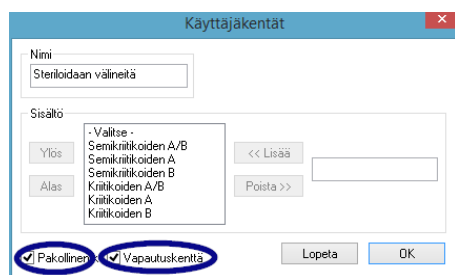 Käyttäjäkentät
Nimi
Steriloidaan välineitä
Sisältö
Ylös
Alas
- Valitse -
Semikriitikoiden A/B
Semikriitikoiden A
Semikriitikoiden B
Kriitikoiden A/B
Kriitikoiden A
Kriitikoiden B
<< Lisää
Poista >>
Pakollinen
Vapautuskenttä
Lopeta
OK